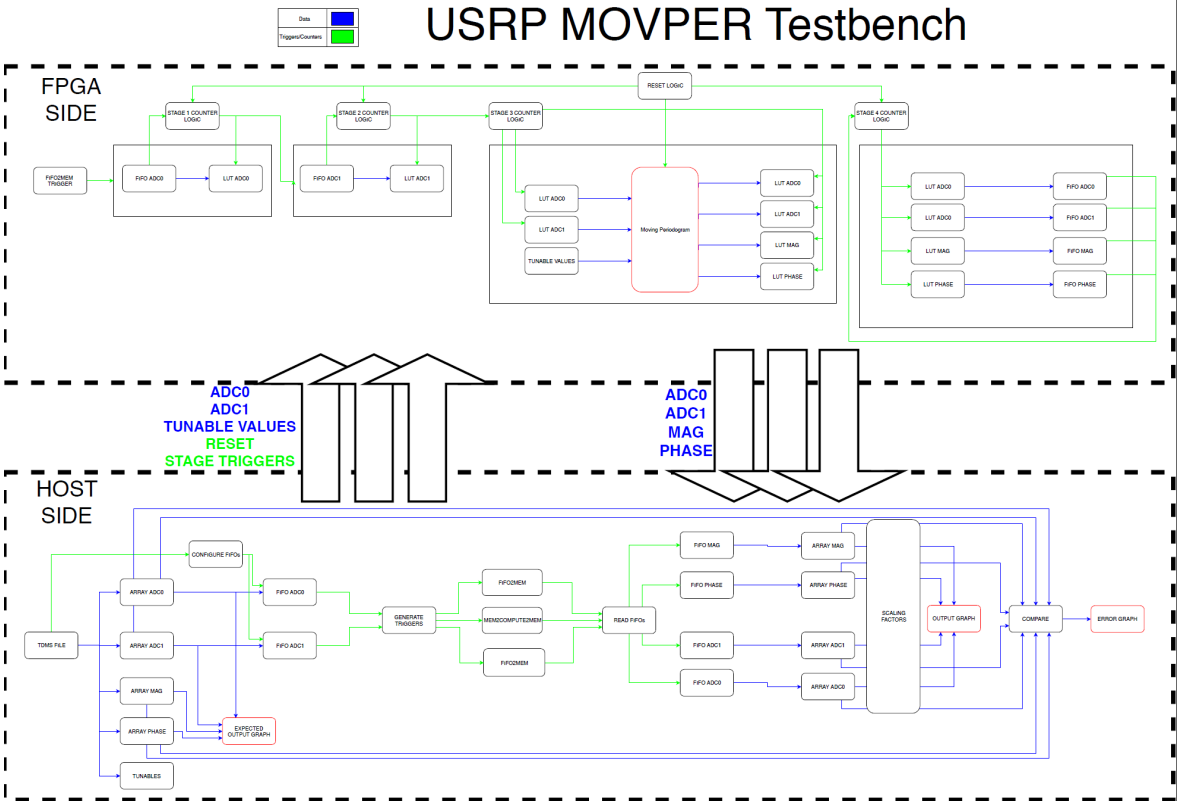 USRP MOVPER Testbench
Data
Triggers/Counters
FPGA
SIDE
RESET LOGIC
STAGE 1 COUNTER
LOGIC
STAGE 2 COUNTER
LOGIC
STAGE 3 COUNTER
LOGIC
STAGE 4 COUNTER
LOGIC
FIFO2MEM
TRIGGER
FIFO ADC0
LUT ADC0
FIFO ADC1
LUT ADC1
LUT ADC0
LUT ADC1
TUNABLE VALUES
Moving Periodogram
LUT ADC0
LUT ADC1
LUT MAG
LUT PHASE
LUT ADC0
LUT ADC0
LUT MAG
LUT PHASE
FIFO ADC0
FIFO ADC1
FIFO MAG
FIFO PHASE
ADC0
ADC1
TUNABLE VALUES
RESET
STAGE TRIGGERS
ADC0
ADC1
MAG
PHASE
HOST
SIDE
CONFIGURE FIFOs
TDMS FILE
ARRAY ADC0
ARRAY ADC1
ARRAY MAG
ARRAY PHASE
TUNABLES
FIFO ADC0
FIFO ADC1
EXPECTED
OUTPUT GRAPH
GENERATE
TRIGGERS
FIFO2MEM
MEM2COMPUTE2MEM
FIFO2MEM
READ FIFOs
FIFO MAG
FIFO PHASE
FIFO ADC1
FIFO ADC0
ARRAY MAG
ARRAY PHASE
ARRAY ADC1
ARRAY ADC0
SCALING
FACTORS
OUTPUT GRAPH
COMPARE
ERROR GRAPH